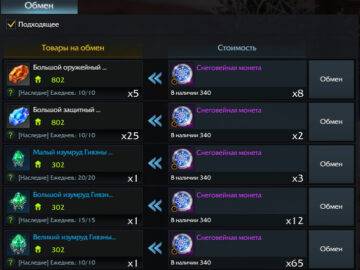 Обмен
Подходящее
Товары на обмен
Стоимость
Большой оружейный ...
802
[Наследие] Ежеднев. 10/10
x5
Снеговейная монета
В наличии 340
x8
Обмен
Большой защитный ...
802
[Наследие] Ежеднев. 10/10
x25
Снеговейная монета
В наличии 340
x2
Обмен
Малый изумруд Гивэны ...
302
[Наследие] Ежеднев. 20/20
x1
Снеговейная монета
В наличии 340
x3
Обмен
Большой изумруд Гивэн...
302
[Наследие] Ежеднев. 15/15
x1
Снеговейная монета
В наличии 340
x12
Обмен
Великий изумруд Гивэны...
302
[Наследие] Ежеднев. 10/10
x1
Снеговейная монета
В наличии 340
x65
Обмен